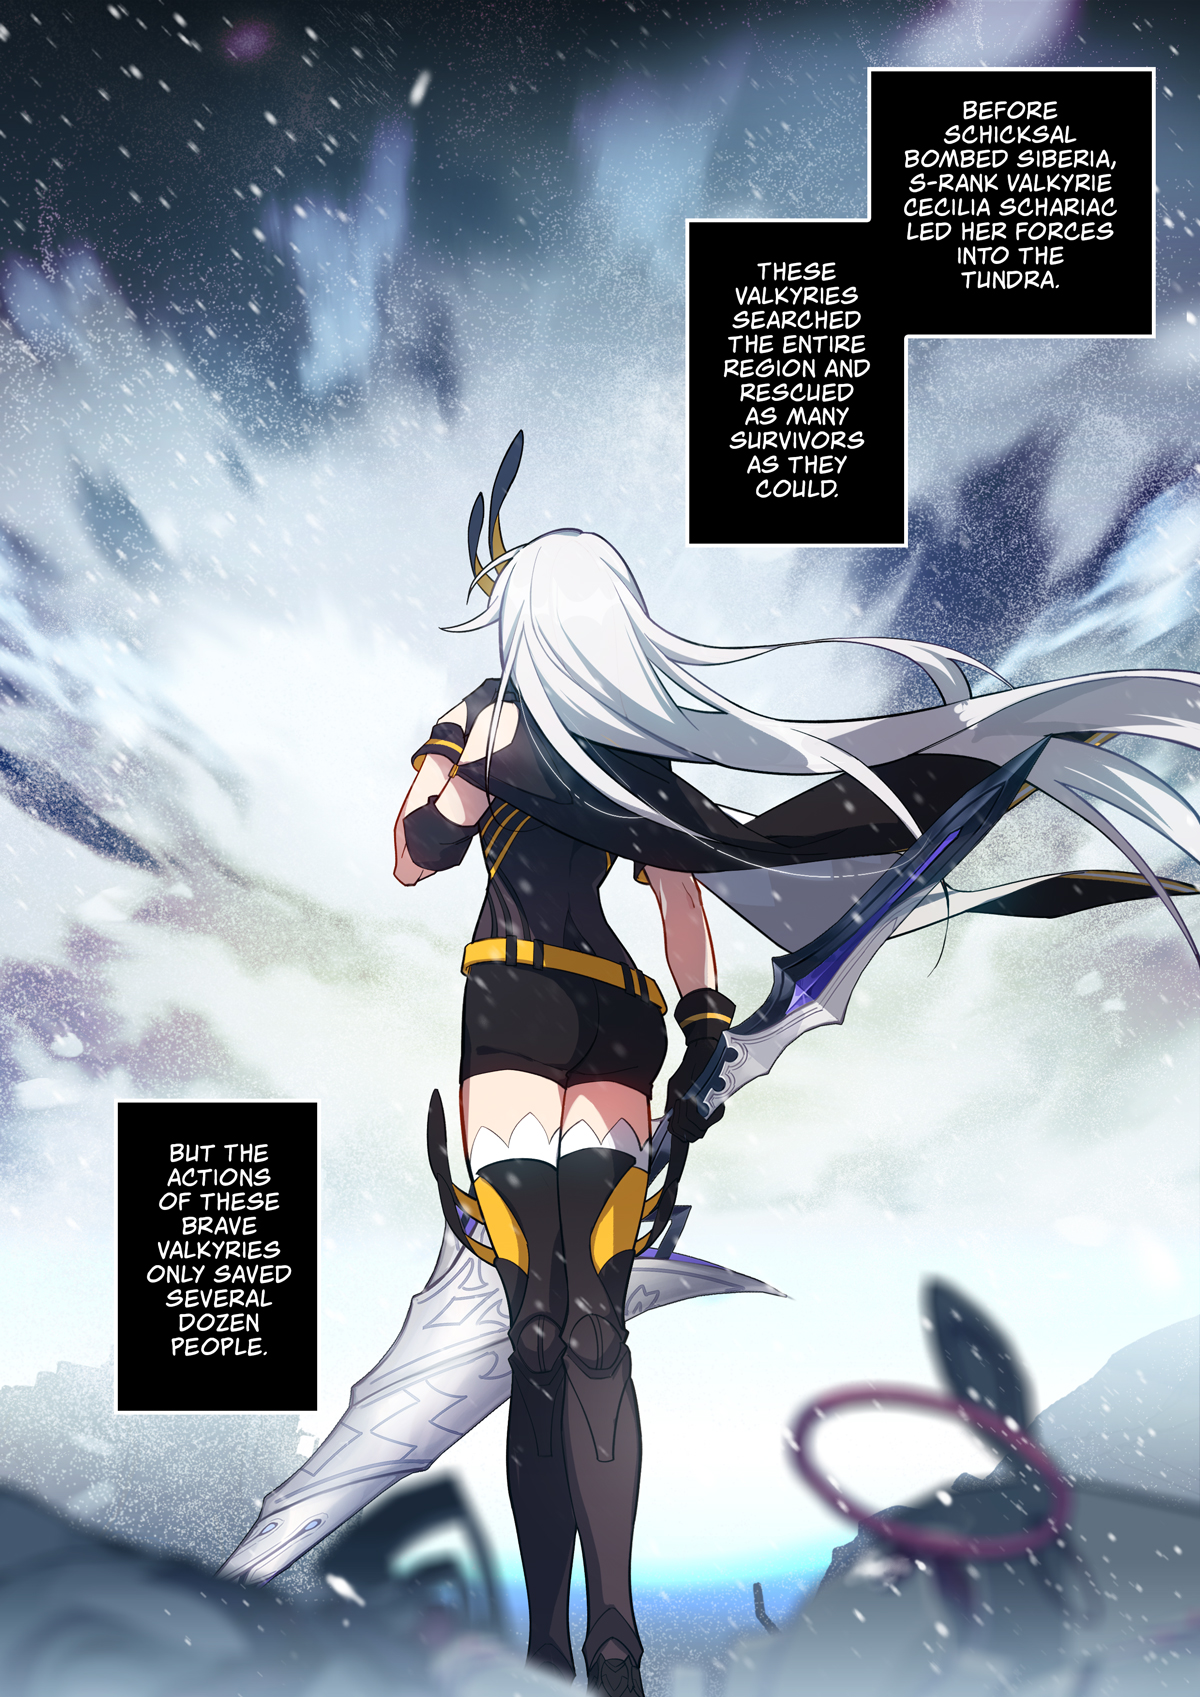 BEFORE
SCHICKSAL
BOMBED SIBERIA,
S-RANK VALKYRIE
CECILIA SCHARIAC
LED HER FORCES
INTO THE
TUNDRA.
THESE
VALKYRIES
SEARCHED
THE ENTIRE
REGION AND
RESCUED
AS MANY
SURVIVORS
AS THEY
COULD.
BUT THE
ACTIONS
OF THESE
BRAVE
VALKYRIES
ONLY SAVED
SEVERAL
DOZEN
PEOPLE.